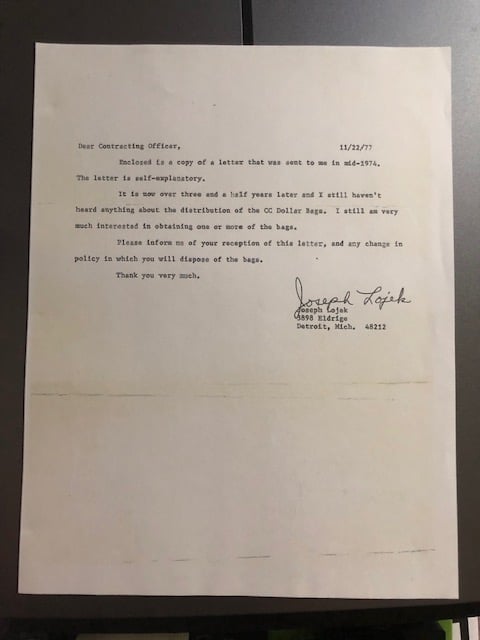 Dear Contracting Officer, 11/22/77
Enclosed is a copy of a letter that was sent to me in mid-1974.
The letter is self-explanatory.
It is now over three and a half years later and I still haven't
heard anything about the distribution of the CC Dollar Bags. I still am very
much interested in obtaining one or more of the bags.
Please inform me of your reception of this letter, and any change in
policy in which you will dispose of the bags.
Thank you very much.
Joseph Lojek
Joseph Lojek
5898 Eldrige
Detroit, Mich. 48212